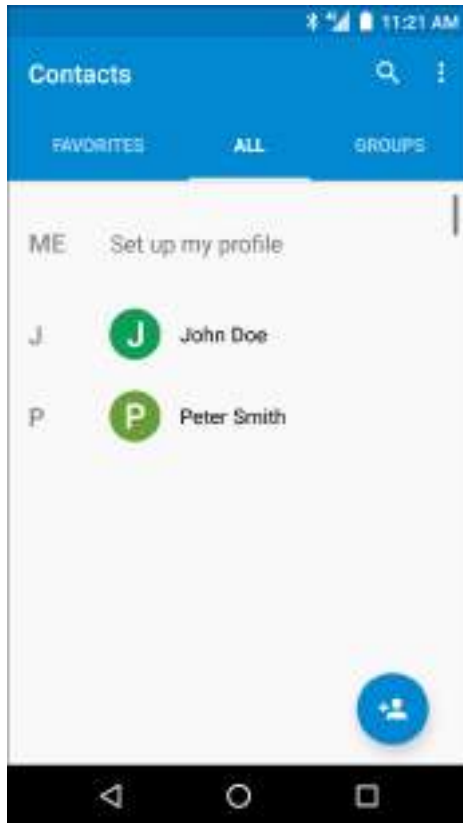 11:21 AM
Contacts
FAVORITES ALL GROUPS
ME Set up my profile
J J John Doe
P P Peter Smith